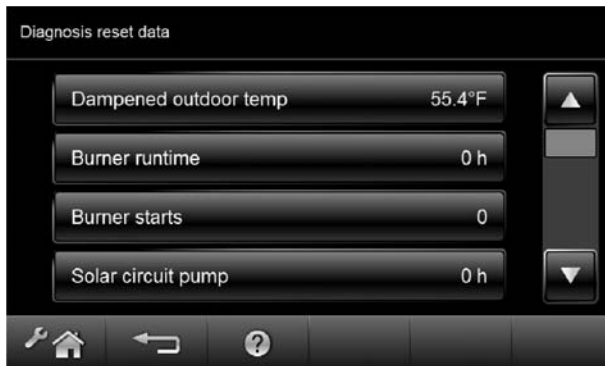 Diagnosis reset data
Dampened outdoor temp 55.4°F
Burner runtime 0 h
Burner starts 0
Solar circuit pump 0 h
?